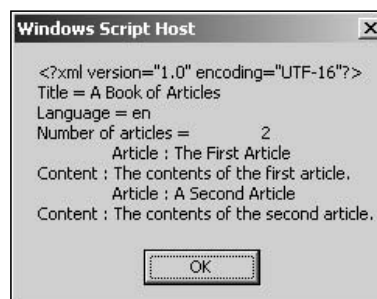 Windows Script Host
<?xml version="1.0" encoding="UTF-16"?>
Title = A Book of Articles
Language = en
Number of articles = 2
Article : The First Article
Content : The contents of the first article.
Article : A Second Article
Content : The contents of the second article.
OK